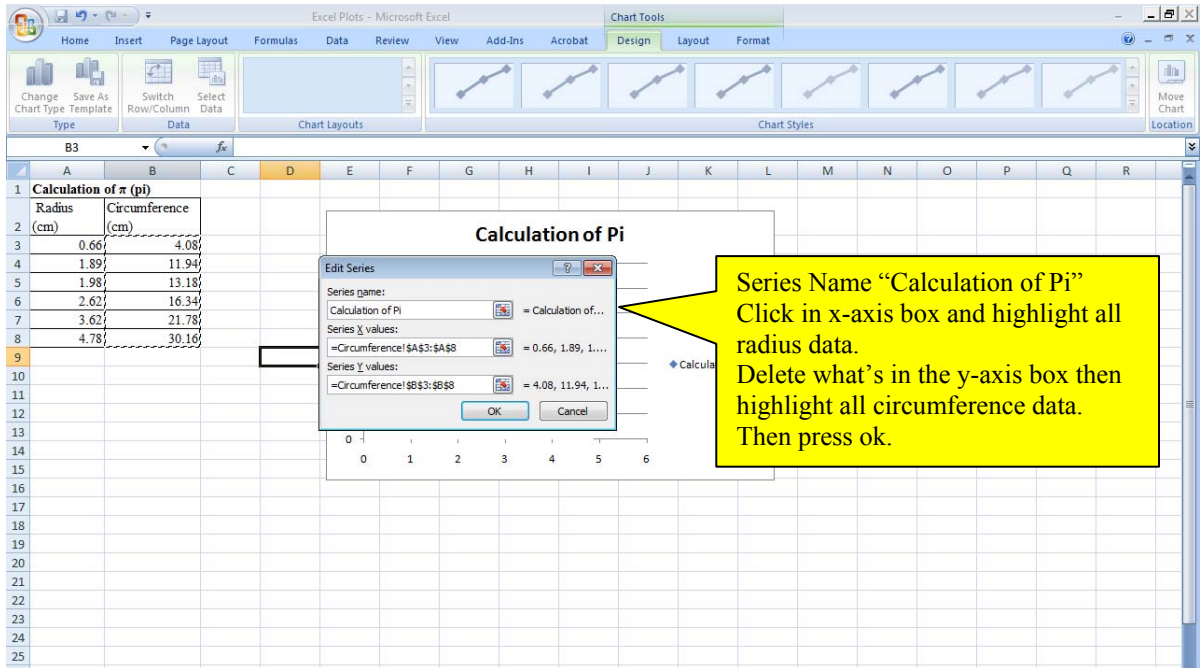 Excel Plots - Microsoft Excel
Chart Tools
Home Insert Page Layout Formulas Data Review View Add-Ins Acrobat Design Layout Format
Change Chart Type
Save As Template
Switch Row/Column
Select Data
Move Chart
Type Data Chart Layouts Chart Styles Location
B3 fx
A B C D E F G H I J K L M N O P Q R
1 Calculation of π (pi)
2 Radius (cm) Circumference (cm)
3 0.66 4.08
4 1.89 11.94
5 1.98 13.18
6 2.62 16.34
7 3.62 21.78
8 4.78 30.16
9
10
11
12
13
14
15
16
17
18
19
20
21
22
23
24
25
Calculation of Pi
Edit Series
Series name:
Calculation of Pi = Calculation of...
Series X values:
=Circumference!$A$3:$A$8 = 0.66, 1.89, 1....
Series Y values:
=Circumference!$B$3:$B$8 = 4.08, 11.94, 1...
OK Cancel
Calcula
0
0 1 2 3 4 5 6
Series Name “Calculation of Pi”
Click in x-axis box and highlight all
radius data.
Delete what’s in the y-axis box then
highlight all circumference data.
Then press ok.